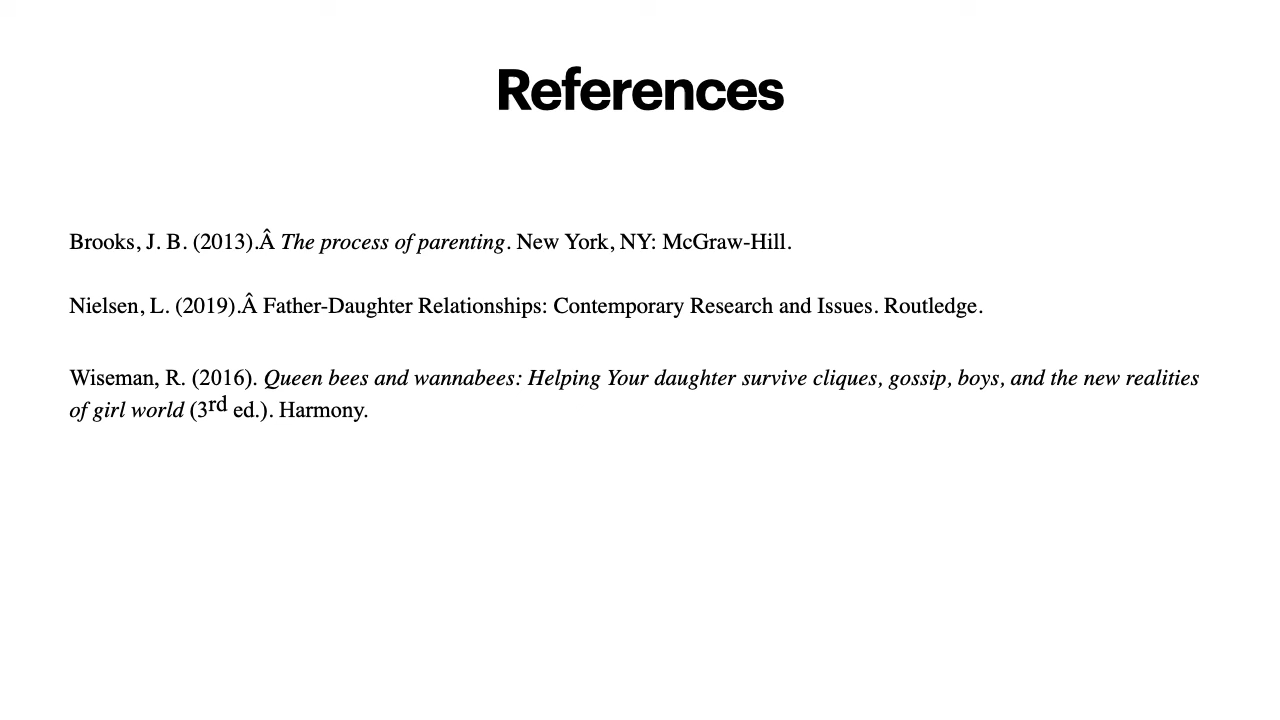 References
Brooks, J. B. (2013).Â The process of parenting. New York, NY: McGraw-Hill.
Nielsen, L. (2019).Â Father-Daughter Relationships: Contemporary Research and Issues. Routledge.
Wiseman, R. (2016). Queen bees and wannabees: Helping Your daughter survive cliques, gossip, boys, and the new realities
of girl world (3rd ed.). Harmony.